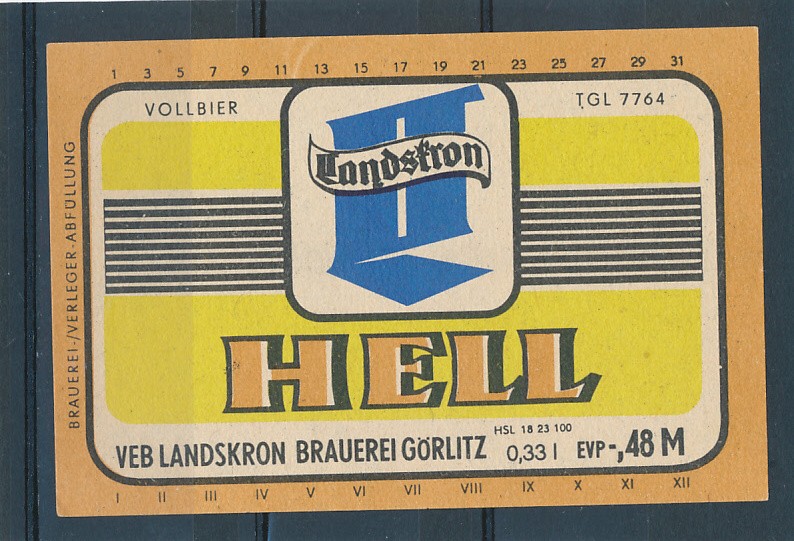 1 3 5 7 9 11 13 15 17 19 21 23 25 27 29 31
VOLLBIER
TGL 7764
Landskron
BRAUEREI-/VERLEGER-ABFÜLLUNG
HELL
VEB LANDSKRON BRAUEREI GÖRLITZ
HSL 18 23 100
0,33 l EVP -,48 M
I II III IV V VI VII VIII IX X XI XII